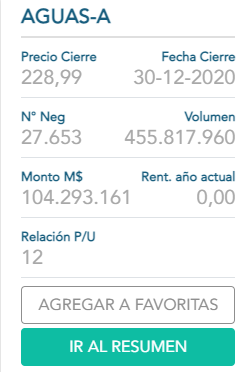 AGUAS-A
Precio Cierre Fecha Cierre
228,99 30-12-2020
N° Neg Volumen
27.653 455.817.960
Monto M$ Rent. año actual
104.293.161 0,00
Relación P/U
12
AGREGAR A FAVORITAS
IR AL RESUMEN